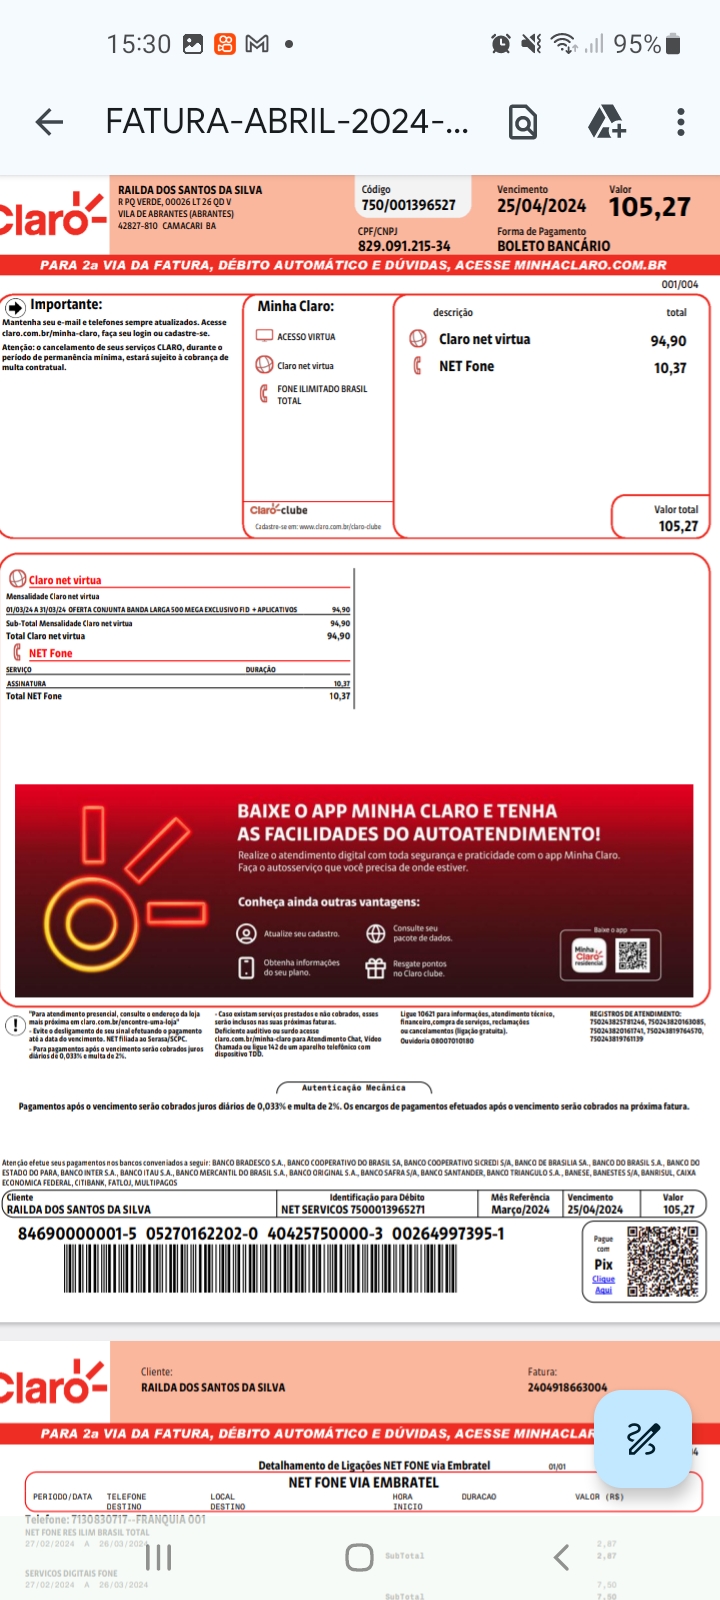 15:30
95%
FATURA-ABRIL-2024-...
Claro
RAILDA DOS SANTOS DA SILVA
R PQ VERDE, 00026 LT 26 QD V
VILA DE ABRANTES (ABRANTES)
42827-810 CAMACARI BA
Código
750/001396527
CPF/CNPJ
829.091.215-34
Vencimento
25/04/2024
Valor
105,27
Forma de Pagamento
BOLETO BANCÁRIO
PARA 2a VIA DA FATURA, DÉBITO AUTOMÁTICO E DÚVIDAS, ACESSE MINHACLARO.COM.BR
001/004
Importante:
Mantenha seu e-mail e telefones sempre atualizados. Acesse
claro.com.br/minha-claro, faça seu login ou cadastre-se.
Atenção: o cancelamento de seus serviços CLARO, durante o
período de permanência mínima, estará sujeito à cobrança de
multa contratual.
Minha Claro:
ACESSO VIRTUA
Claro net virtua
FONE ILIMITADO BRASIL
TOTAL
Claro-clube
Cadastre-se em: www.claro.com.br/claro-clube
descrição total
Claro net virtua 94,90
NET Fone 10,37
Valor total
105,27
Claro net virtua
Mensalidade Claro net virtua
01/03/24 A 31/03/24 OFERTA CONJUNTA BANDA LARGA 500 MEGA EXCLUSIVO FID + APLICATIVOS 94,90
Sub-Total Mensalidade Claro net virtua 94,90
Total Claro net virtua 94,90
NET Fone
SERVIÇO DURAÇÃO
ASSINATURA 10,37
Total NET Fone 10,37
BAIXE O APP MINHA CLARO E TENHA
AS FACILIDADES DO AUTOATENDIMENTO!
Realize o atendimento digital com toda segurança e praticidade com o app Minha Claro.
Faça o autosserviço que você precisa de onde estiver.
Conheça ainda outras vantagens:
Atualize seu cadastro.
Consulte seu
pacote de dados.
Obtenha informações
do seu plano.
Resgate pontos
no Claro clube.
Baixe o app
Minha
Claro
residencial
"Para atendimento presencial, consulte o endereço da loja
mais próxima em claro.com.br/encontre-uma-loja"
- Evite o desligamento de seu sinal efetuando o pagamento
até a data do vencimento. NET filiada ao Serasa/SCPC.
- Para pagamentos após o vencimento serão cobrados juros
diários de 0,033% e multa de 2%.
- Caso existam serviços prestados e não cobrados, esses
serão inclusos nas suas próximas faturas.
Deficiente auditivo ou surdo acesse
claro.com.br/minha-claro para Atendimento Chat, Vídeo
Chamada ou ligue 142 de um aparelho telefônico com
dispositivo TDD.
Ligue 10621 para informações, atendimento técnico,
financeiro,compra de serviços, reclamações
ou cancelamentos (ligação gratuita).
Ouvidoria 08007010180
REGISTROS DE ATENDIMENTO:
750243825781246, 750243820163085,
750243820161741, 750243819764570,
750243819761139
Autenticação Mecânica
Pagamentos após o vencimento serão cobrados juros diários de 0,033% e multa de 2%. Os encargos de pagamentos efetuados após o vencimento serão cobrados na próxima fatura.
Atenção efetue seus pagamentos nos bancos conveniados a seguir: BANCO BRADESCO S.A., BANCO COOPERATIVO DO BRASIL SA, BANCO COOPERATIVO SICREDI S/A, BANCO DE BRASILIA SA., BANCO DO BRASIL S.A., BANCO DO
ESTADO DO PARA, BANCO INTER S.A., BANCO ITAU S.A., BANCO MERCANTIL DO BRASIL S.A., BANCO ORIGINAL S.A., BANCO SAFRA S/A, BANCO SANTANDER, BANCO TRIANGULO S.A., BANESE, BANESTES S/A, BANRISUL, CAIXA
ECONOMICA FEDERAL, CITIBANK, FATLOJ, MULTIPAGOS
Cliente
RAILDA DOS SANTOS DA SILVA
Identificação para Débito
NET SERVICOS 7500013965271
Mês Referência
Março/2024
Vencimento
25/04/2024
Valor
105,27
84690000001-5 05270162202-0 40425750000-3 00264997395-1
Pague
com
Pix
Clique
Aqui
Claro
Cliente:
RAILDA DOS SANTOS DA SILVA
Fatura:
2404918663004
PARA 2a VIA DA FATURA, DÉBITO AUTOMÁTICO E DÚVIDAS, ACESSE MINHACLAR
Detalhamento de Ligações NET FONE via Embratel 01/01
NET FONE VIA EMBRATEL
PERIODO/DATA TELEFONE LOCAL HORA DURACAO VALOR (R$)
DESTINO DESTINO INICIO
Telefone: 7130830717--FRANQUIA 001
NET FONE RES ILIM BRASIL TOTAL
27/02/2024 A 26/03/2024 2,87
SubTotal 2,87
SERVICOS DIGITAIS FONE
27/02/2024 A 26/03/2024 7,50
SubTotal 7,50